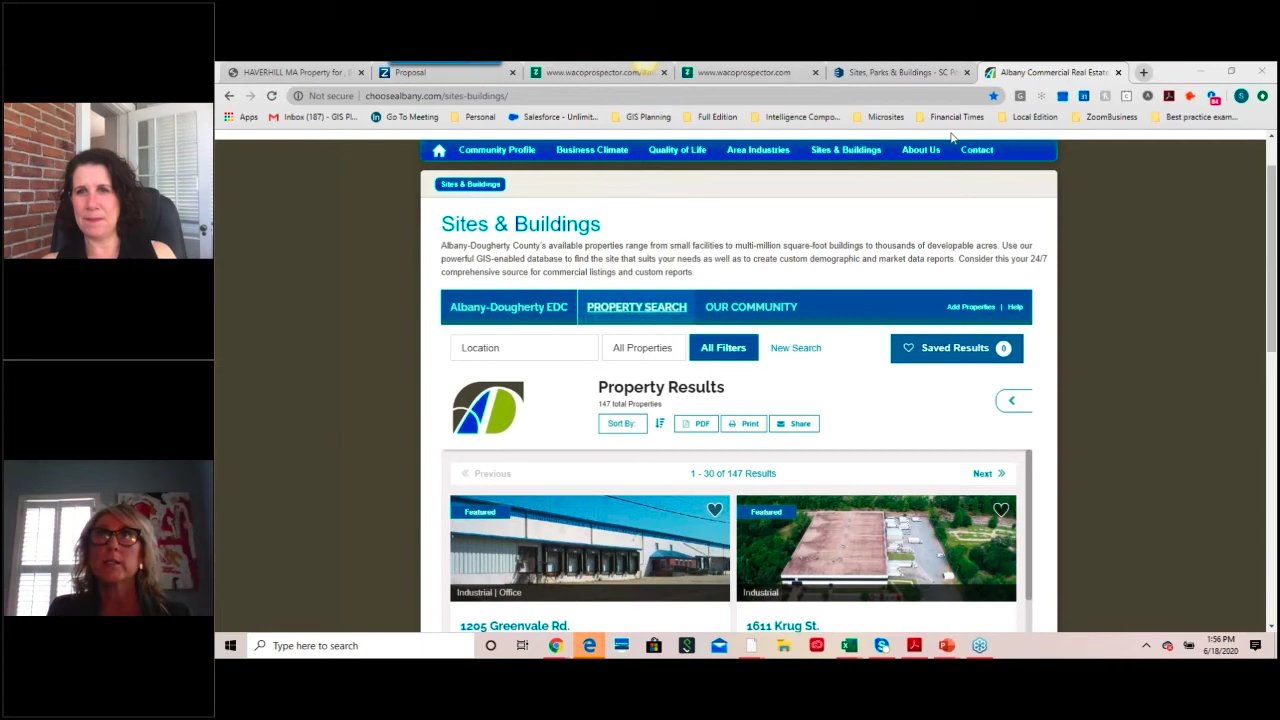 HAVERHILL MA Property for
Proposal
www.wacoprospector.com/
www.wacoprospector.com
Sites, Parks & Buildings - SC
Albany Commercial Real Estate
Not secure
choosealbany.com/sites-buildings/
Apps
Inbox (187) - GIS Pl...
Go To Meeting
Personal
Salesforce - Unlimit...
GIS Planning
Full Edition
Intelligence Compo...
Microsites
Financial Times
Local Edition
ZoomBusiness
Best practice exam...
Community Profile
Business Climate
Quality of Life
Area Industries
Sites & Buildings
About Us
Contact
Sites & Buildings
Sites & Buildings
Albany-Dougherty County's available properties range from small facilities to multi-million square-foot buildings to thousands of developable acres. Use our
powerful GIS-enabled database to find the site that suits your needs as well as to create custom demographic and market data reports. Consider this your 24/7
comprehensive source for commercial listings and custom reports.
Albany-Dougherty EDC
PROPERTY SEARCH
OUR COMMUNITY
Add Properties | Help
Location
All Properties
All Filters
New Search
Saved Results 0
Property Results
147 total Properties
Sort By:
PDF
Print
Share
Previous
1 - 30 of 147 Results
Next
Featured
Industrial | Office
1205 Greenvale Rd.
Featured
Industrial
1611 Krug St.
Type here to search
1:56 PM
6/18/2020